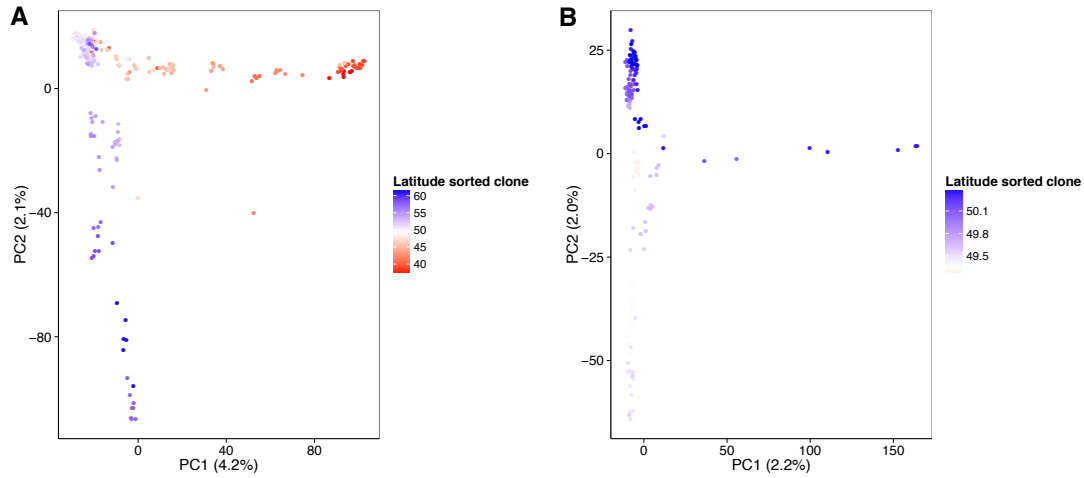 A
0
−40
−80
PC2 (2.1%)
0
40
80
PC1 (4.2%)
Latitude sorted clone
60
55
50
45
40
B
25
0
−25
−50
PC2 (2.0%)
0
50
100
150
PC1 (2.2%)
Latitude sorted clone
50.1
49.8
49.5